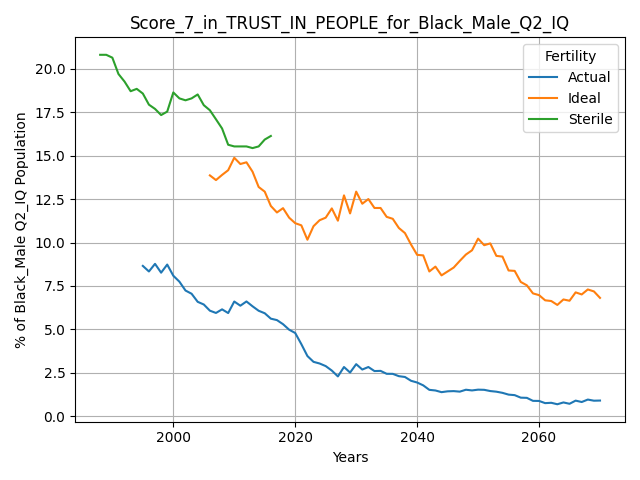 Score_7_in_TRUST_IN_PEOPLE_for_Black_Male_Q2_IQ
Fertility
Actual
Ideal
Sterile
% of Black_Male Q2_IQ Population
20.0
17.5
15.0
12.5
10.0
7.5
5.0
2.5
0.0
2000 2020 2040 2060
Years